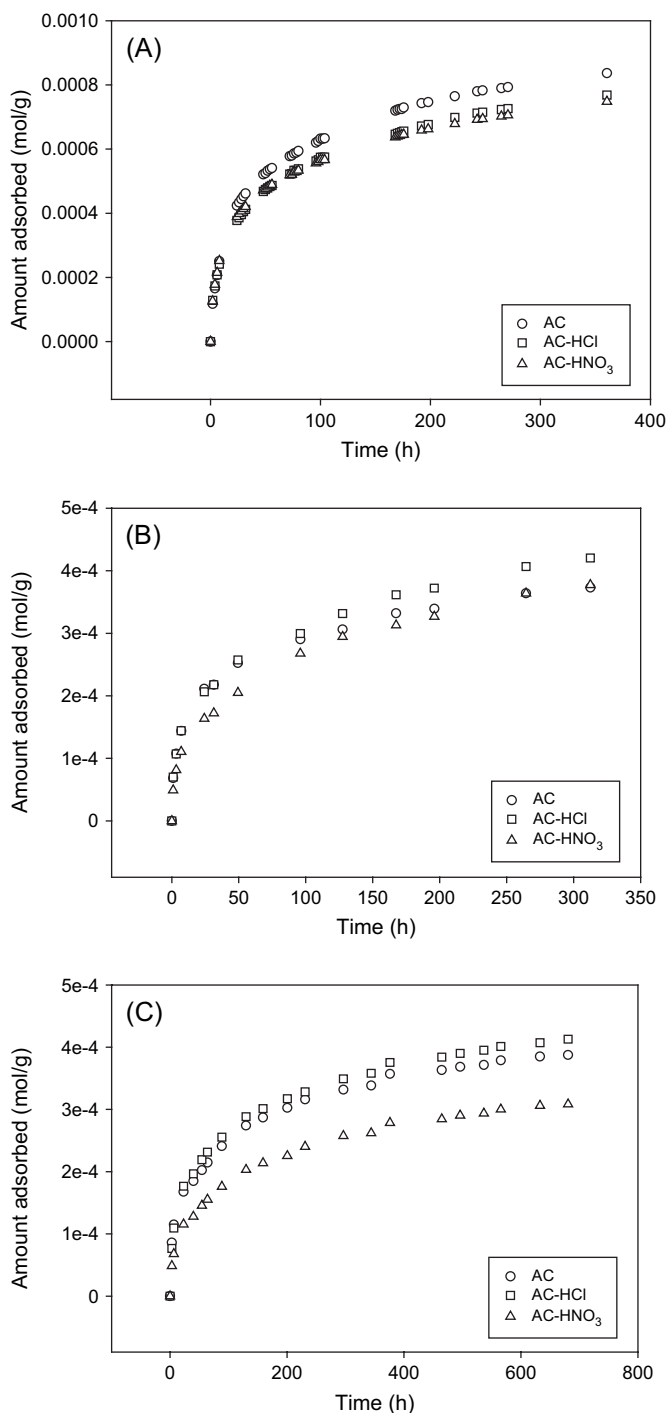 (A)
Amount adsorbed (mol/g)
0.0010
0.0008
0.0006
0.0004
0.0002
0.0000
AC
AC-HCl
AC-HNO3
0 100 200 300 400
Time (h)
(B)
Amount adsorbed (mol/g)
5e-4
4e-4
3e-4
2e-4
1e-4
0
AC
AC-HCl
AC-HNO3
0 50 100 150 200 250 300 350
Time (h)
(C)
Amount adsorbed (mol/g)
5e-4
4e-4
3e-4
2e-4
1e-4
0
AC
AC-HCl
AC-HNO3
0 200 400 600 800
Time (h)